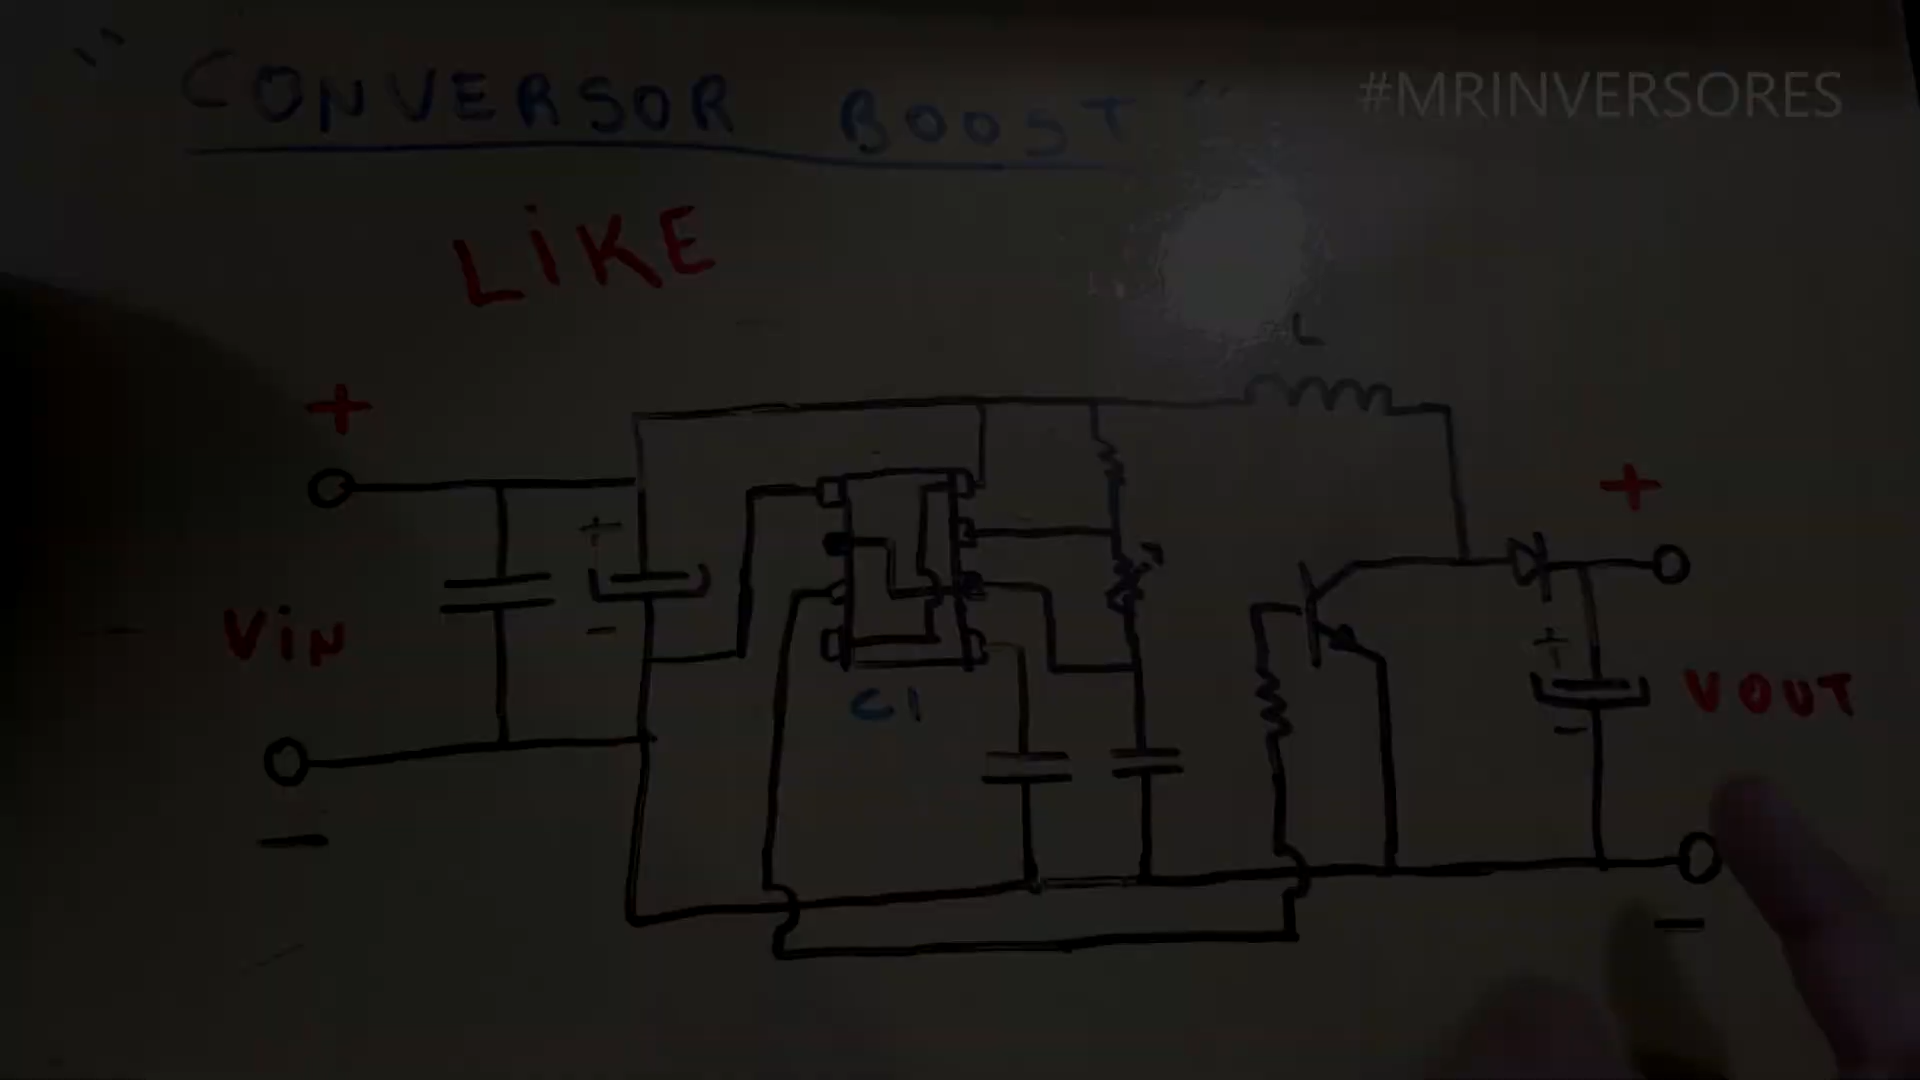 "CONVERSOR BOOST"
#MRINVERSORES
LiKE
L
+
+
+
ViN
-
CI
+
VOUT
-
-
-